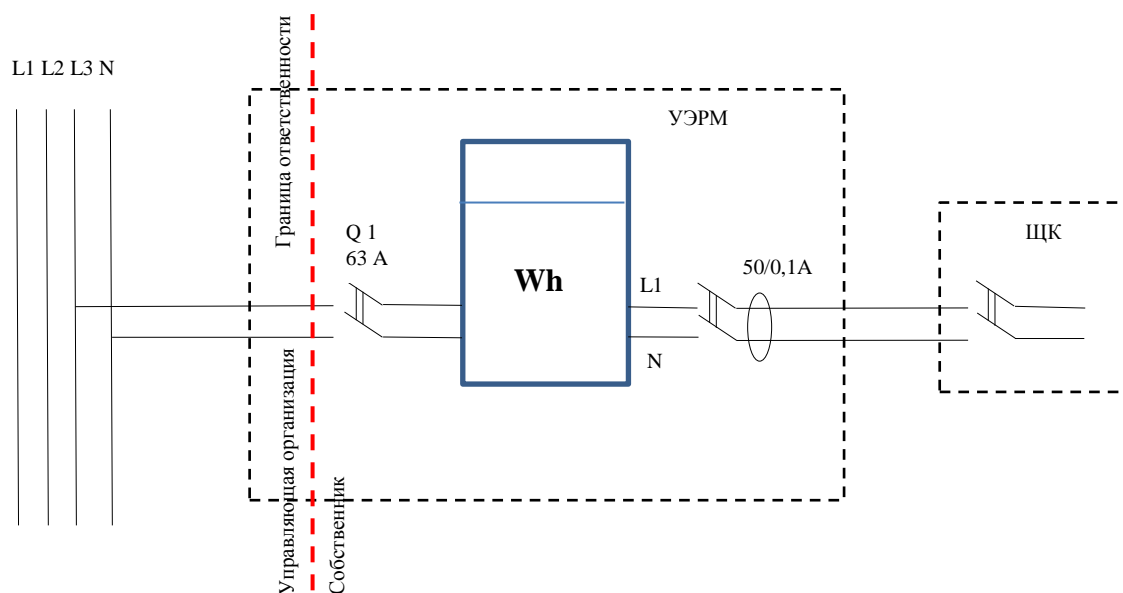 L1 L2 L3 N
Граница ответственности
УЭРМ
Q 1
63 А
Wh
ЩК
50/0,1А
L1
N
Управляющая организация
Собственник